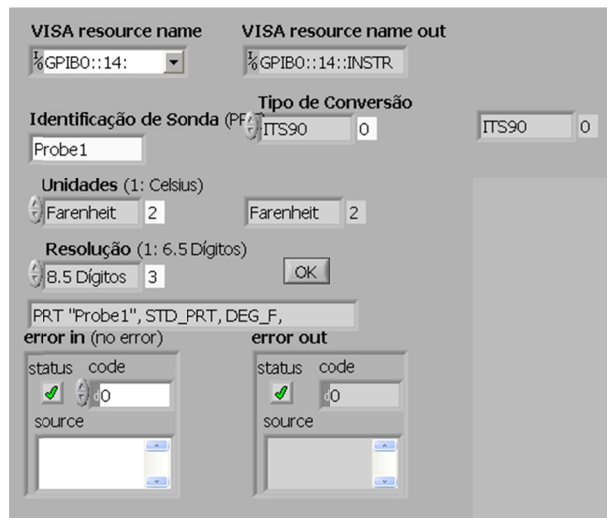 VISA resource name
VISA resource name out
GPIB0::14:
GPIB0::14::INSTR
Tipo de Conversão
Identificação de Sonda
ITS90 0
ITS90 0
Probe1
Unidades (1: Celsius)
Farenheit 2
Farenheit 2
Resolução (1: 6.5 Dígitos)
8.5 Dígitos 3
OK
PRT "Probe1", STD_PRT, DEG_F,
error in (no error)
error out
status code
status code
0
0
source
source